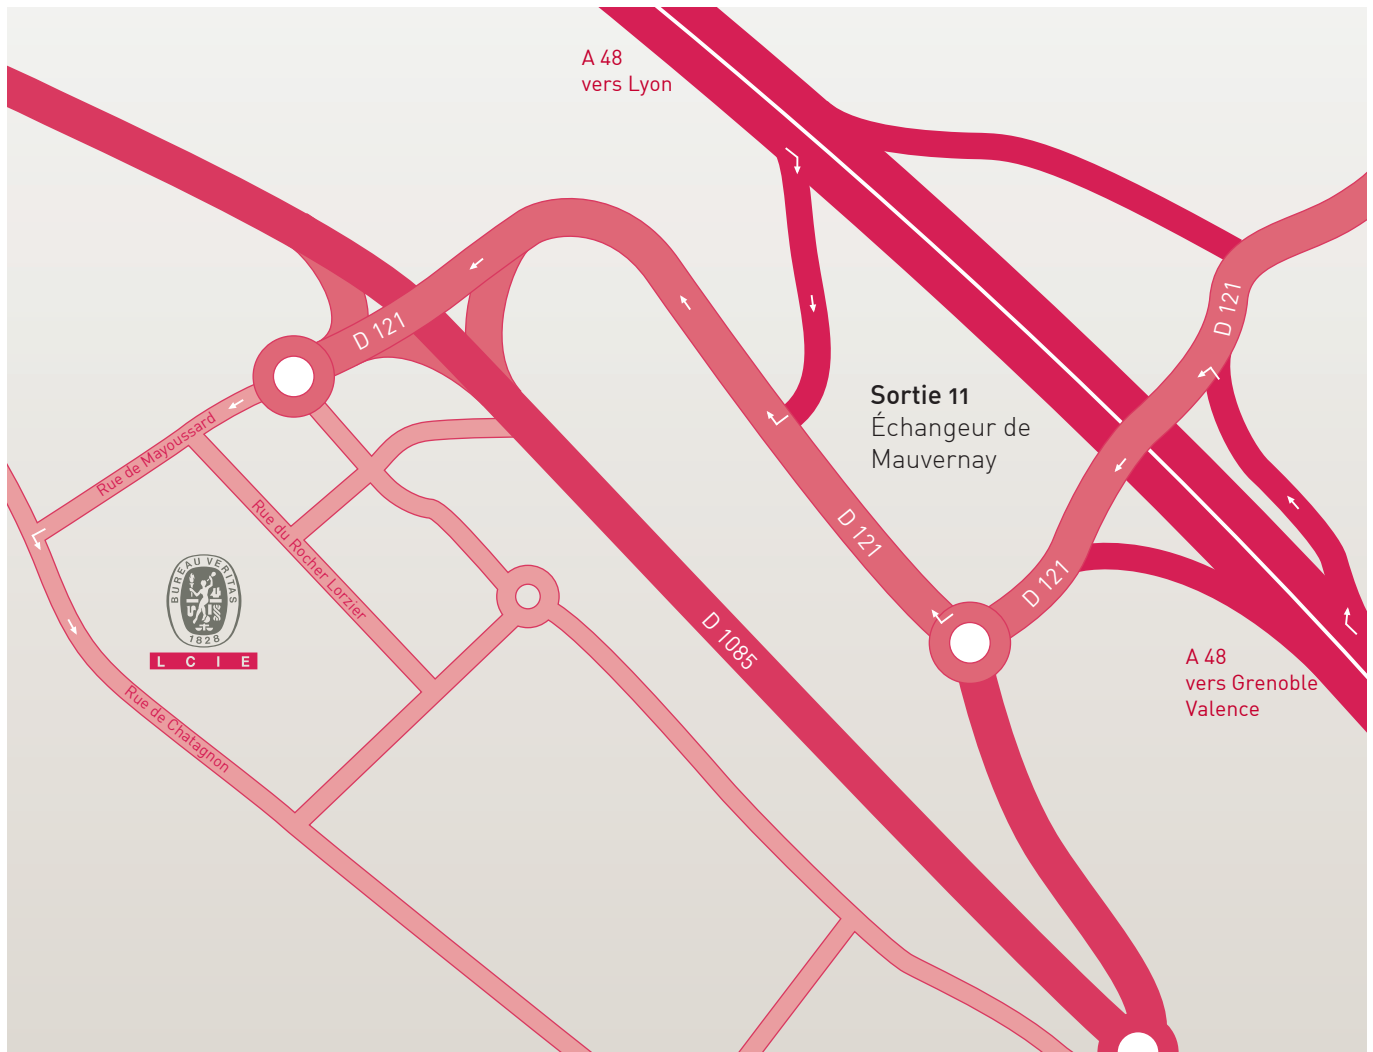 A 48
vers Lyon
D 121
D 121
Sortie 11
Échangeur de
Mauvernay
Rue de Mayoussard
Rue du Rocher Lorzier
D 121
D 121
BUREAU VERITAS
1828
L C I E
D 1085
A 48
vers Grenoble
Valence
Rue de Chatagnon